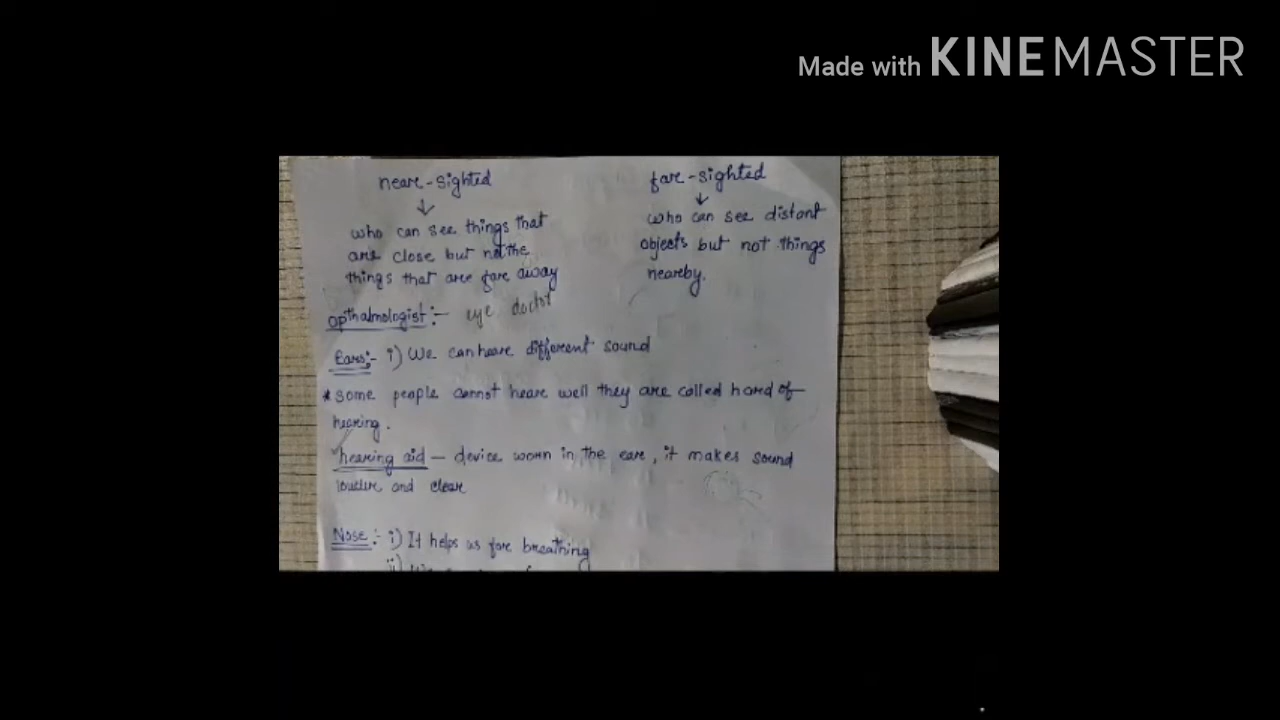 Made with KINEMASTER
neare-sighted
fare-sighted
who can see things that
are close but not the
things that are fare away
who can see distant
objects but not things
nearby.
opthalmologist:- eye doctor
Ears:- i) We can heare different sound
* some people cannot heare well they are called hard of
hearing.
hearing aid - device worn in the eare, it makes sound
louder and clear
Nose:- i) It helps us fore breathing
ii)